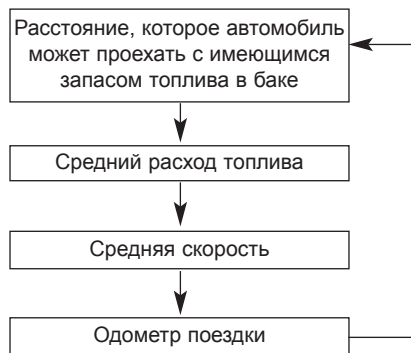 Расстояние, которое автомобиль
может проехать с имеющимся
запасом топлива в баке
Средний расход топлива
Средняя скорость
Одометр поездки